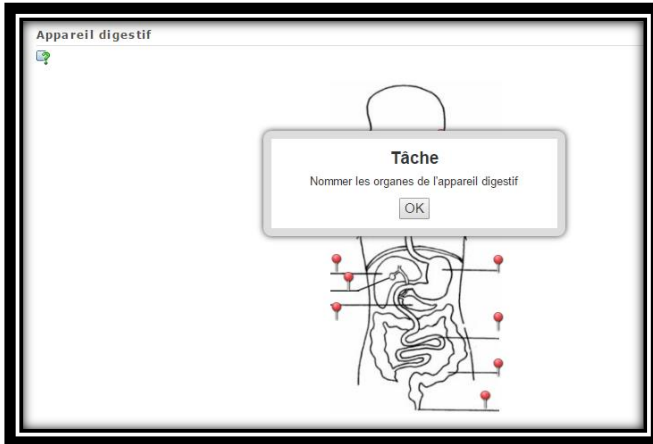 Appareil digestif
Tâche
Nommer les organes de l'appareil digestif
OK